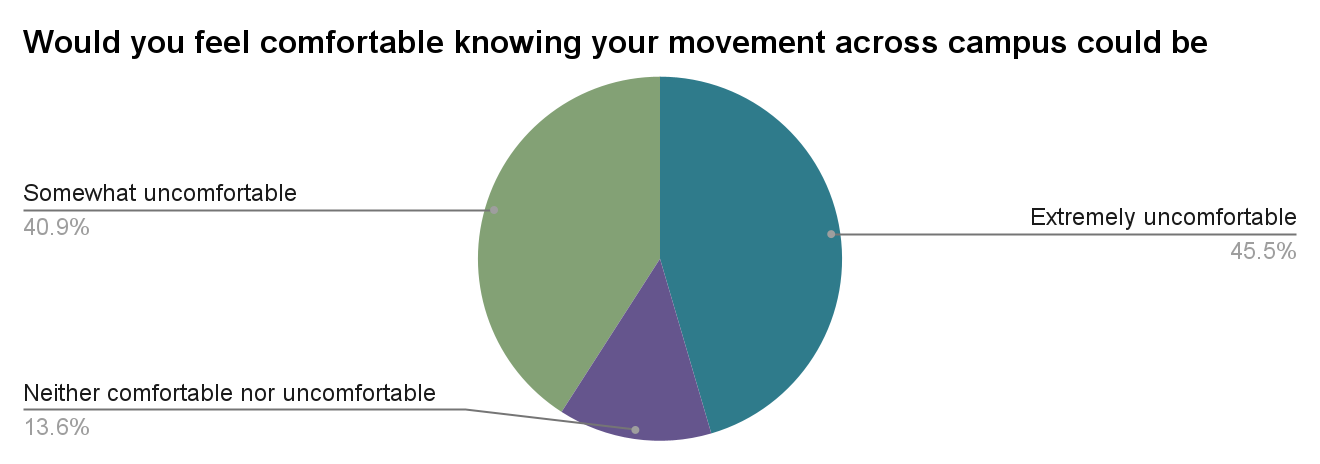 Would you feel comfortable knowing your movement across campus could be
Somewhat uncomfortable
40.9%
Extremely uncomfortable
45.5%
Neither comfortable nor uncomfortable
13.6%